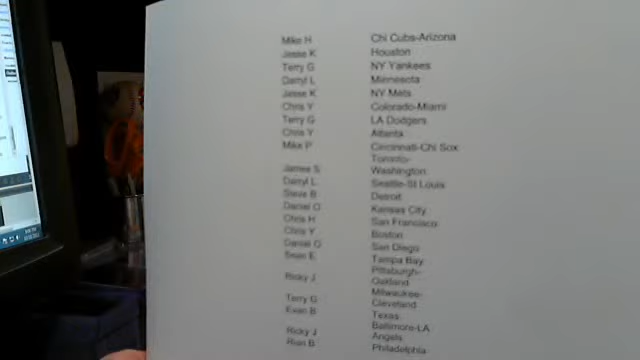 Mike H Chi Cubs-Arizona
Jesse K Houston
Terry G NY Yankees
Darryl L Minnesota
Jesse K NY Mets
Chris Y Colorado-Miami
Terry G LA Dodgers
Chris Y Atlanta
Mike P Cincinnati-Chi Sox
Toronto-
James S Washington
Darryl L Seattle-St Louis
Steve B Detroit
Daniel O Kansas City
Chris H San Francisco
Chris Y Boston
Daniel O San Diego
Sean E Tampa Bay
Pittsburgh-
Ricky J Oakland
Milwaukee-
Terry G Cleveland
Evan B Texas
Baltimore-LA
Ricky J Angels
Rian B Philadelphia